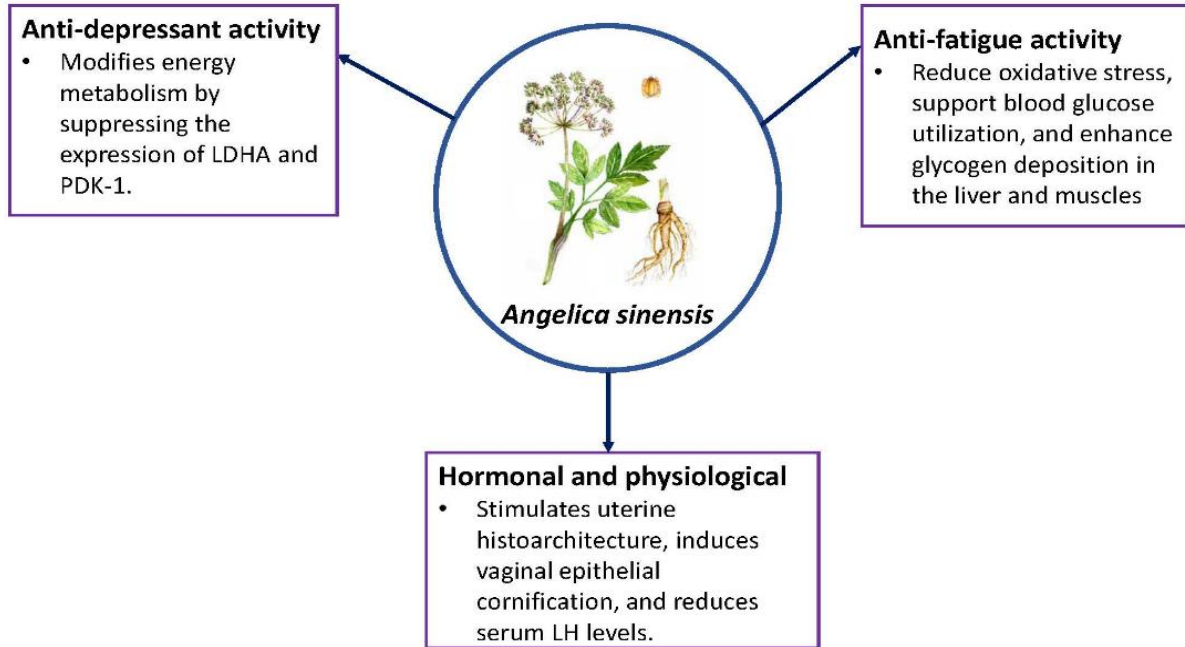 Anti-depressant activity
• Modifies energy
metabolism by
suppressing the
expression of LDHA and
PDK-1.
Anti-fatigue activity
• Reduce oxidative stress,
support blood glucose
utilization, and enhance
glycogen deposition in
the liver and muscles
Angelica sinensis
Hormonal and physiological
• Stimulates uterine
histoarchitecture, induces
vaginal epithelial
cornification, and reduces
serum LH levels.